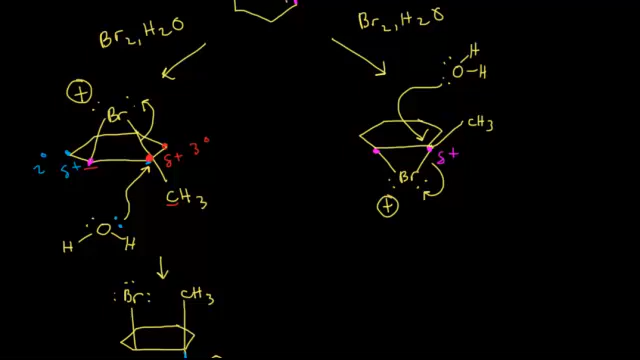 Br2, H2O
Br2, H2O
H
O
H
+
Br
CH3
2° δ+
δ+ 3°
δ+
CH3
Br
+
O
H
H
Br
CH3